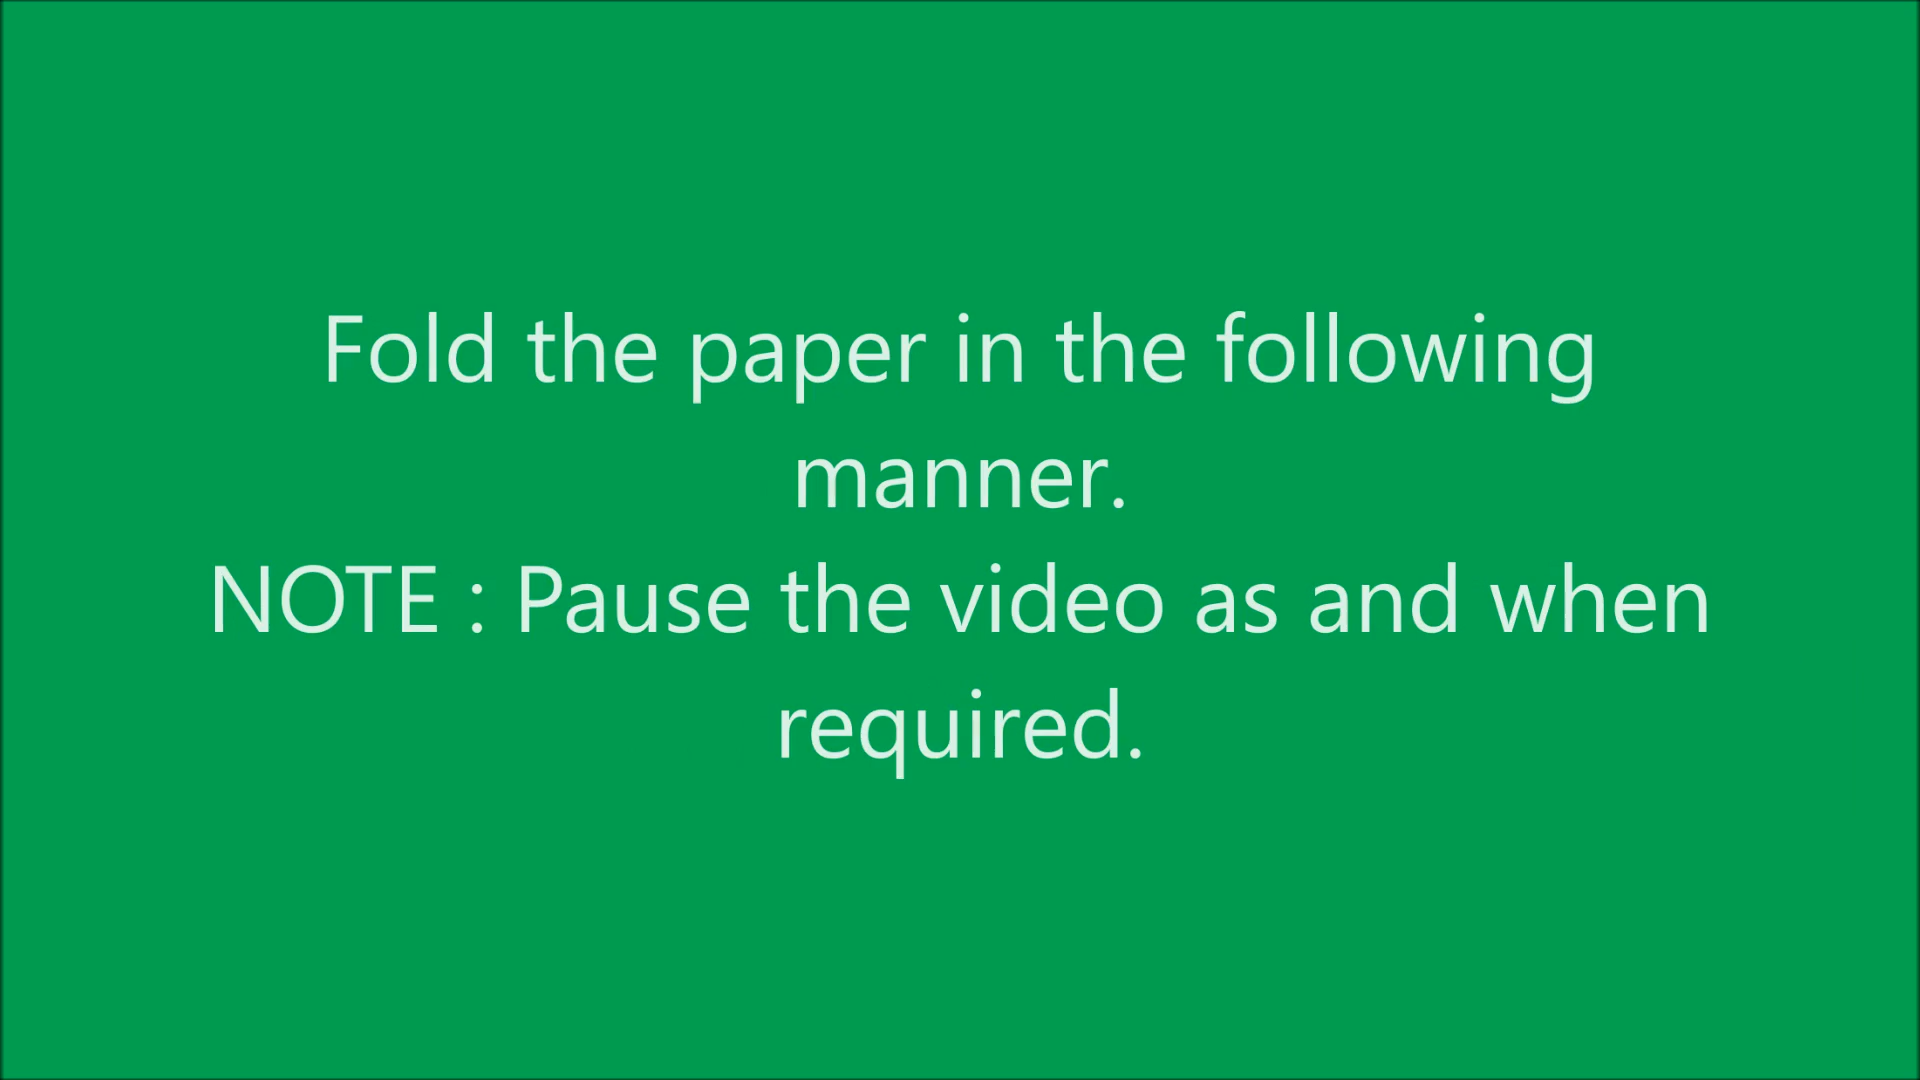 Fold the paper in the following
manner.
NOTE : Pause the video as and when
required.